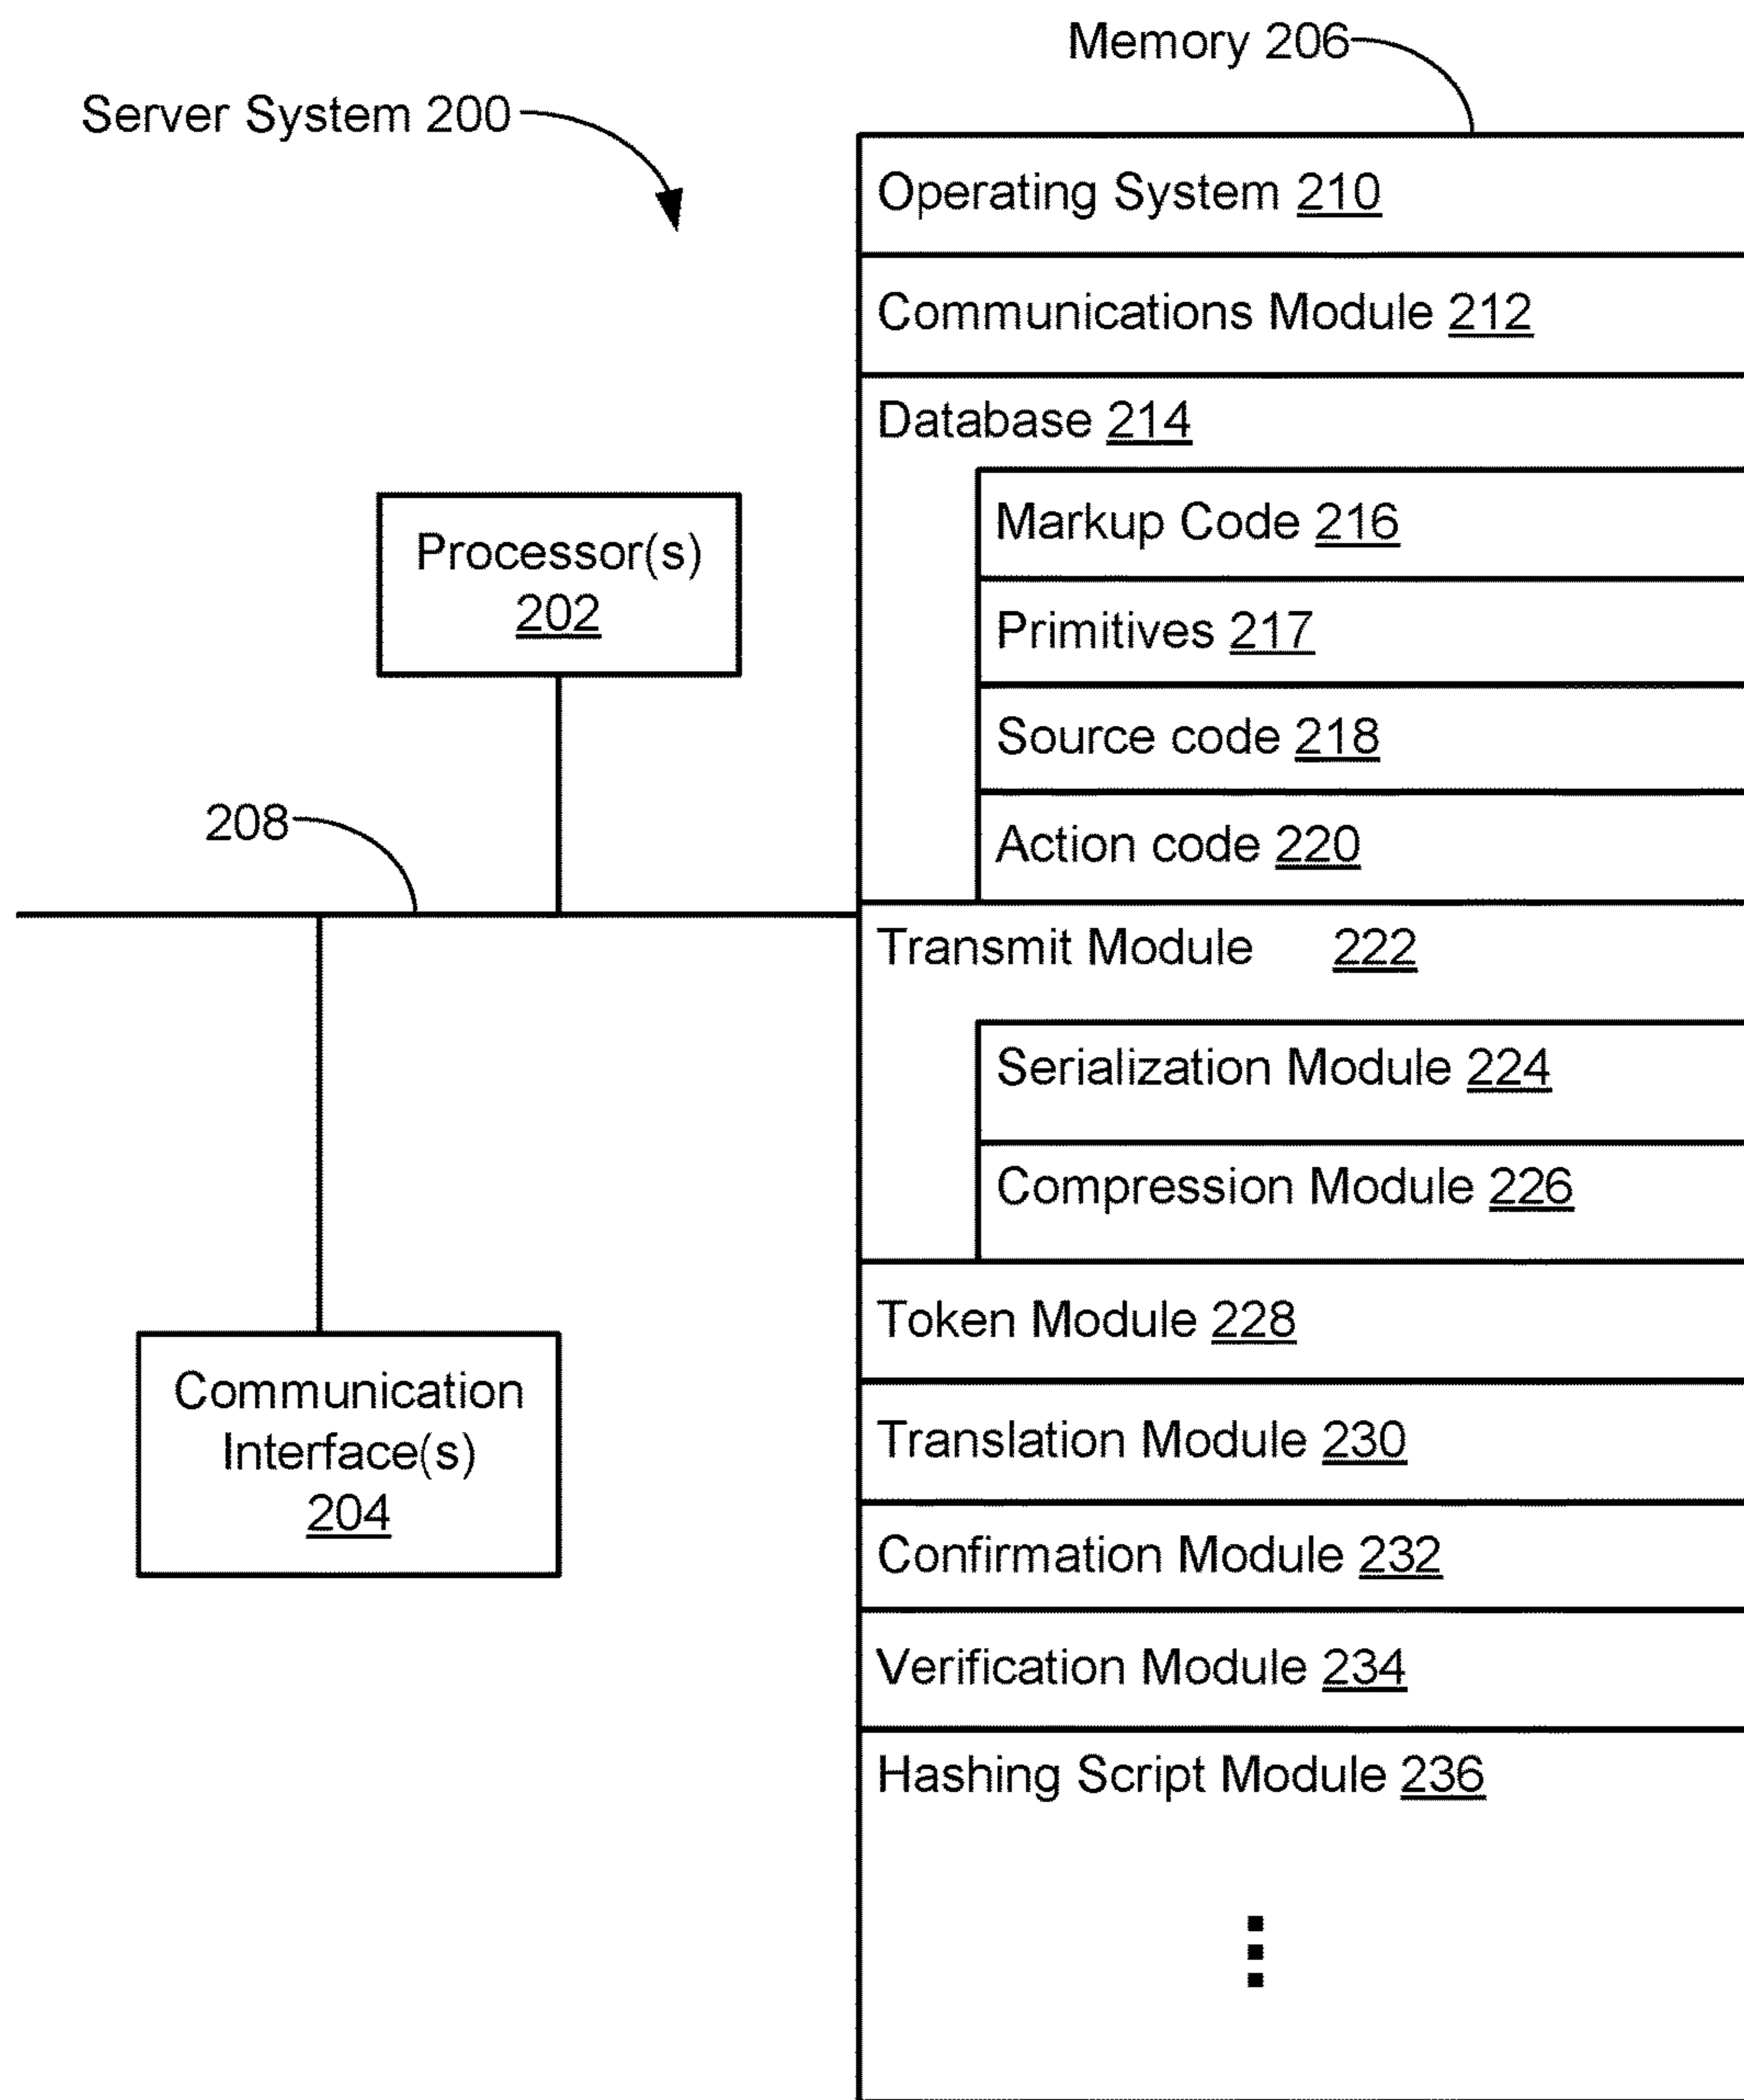 Memory 206
Server System 200
Operating System 210
Communications Module 212
Database 214
Markup Code 216
Processor(s)
202
Primitives 217
Source code 218
208
Action code 220
Transmit Module 222
Serialization Module 224
Compression Module 226
Token Module 228
Communication
Interface(s)
204
Translation Module 230
Confirmation Module 232
Verification Module 234
Hashing Script Module 236